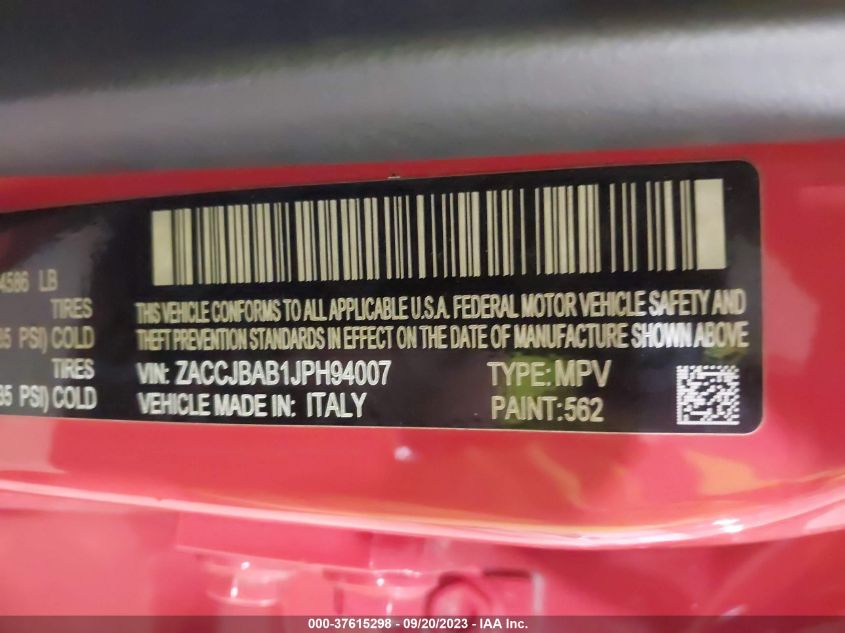 4586 LB
TIRES
PSI) COLD
TIRES
PSI) COLD
THIS VEHICLE CONFORMS TO ALL APPLICABLE U.S.A. FEDERAL MOTOR VEHICLE SAFETY AND
THEFT PREVENTION STANDARDS IN EFFECT ON THE DATE OF MANUFACTURE SHOWN ABOVE
VIN: ZACCJBAB1JPH94007 TYPE: MPV
VEHICLE MADE IN: ITALY PAINT:562
000-37615298 - 09/20/2023 - IAA Inc.